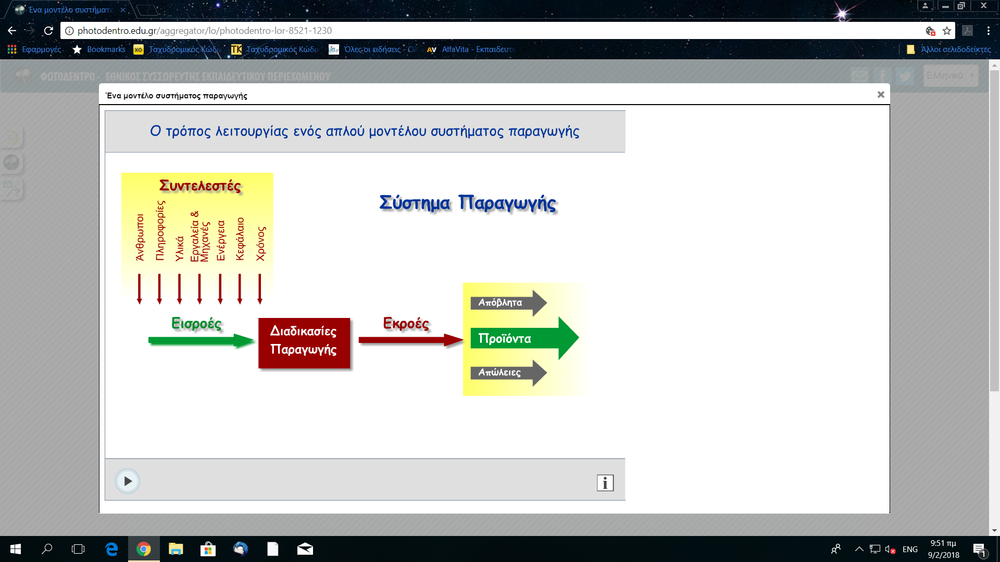 Ένα μοντέλο συστήματο
photodentro.edu.gr/aggregator/lo/photodentro-lor-8521-1230
Εφαρμογές Bookmarks Ταχυδρομικός Κώδι Ταχυδρομικός Κώδι Όλες οι ειδήσεις - Ο AlfaVita - Εκπαιδευτι Άλλοι σελιδοδείκτες
ΦΩΤΟΔΕΝΤΡΟ - ΕΘΝΙΚΟΣ ΣΥΣΣΩΡΕΥΤΗΣ ΕΚΠΑΙΔΕΥΤΙΚΟΥ ΠΕΡΙΕΧΟΜΕΝΟΥ Ελληνικά
Ένα μοντέλο συστήματος παραγωγής
Ο τρόπος λειτουργίας ενός απλού μοντέλου συστήματος παραγωγής
Συντελεστές
Άνθρωποι
Πληροφορίες
Υλικά
Εργαλεία &
Μηχανές
Ενέργεια
Κεφάλαιο
Χρόνος
Σύστημα Παραγωγής
Εισροές
Διαδικασίες
Παραγωγής
Εκροές
Απόβλητα
Προϊόντα
Απώλειες
i
ENG
9:51 πμ
9/2/2018
1